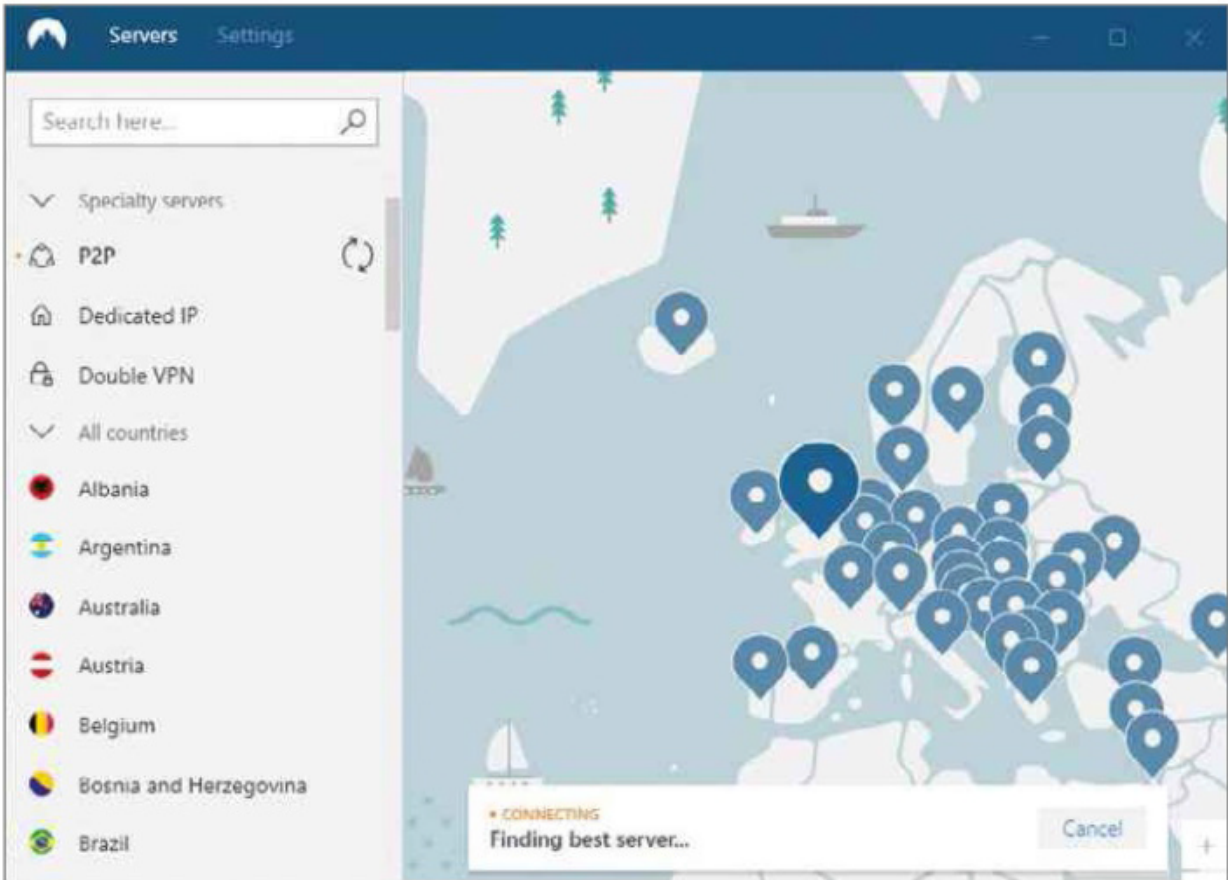 Servers Settings
Search here...
Specialty servers
P2P
Dedicated IP
Double VPN
All countries
Albania
Argentina
Australia
Austria
Belgium
Bosnia and Herzegovina
Brazil
CONNECTING
Finding best server...
Cancel